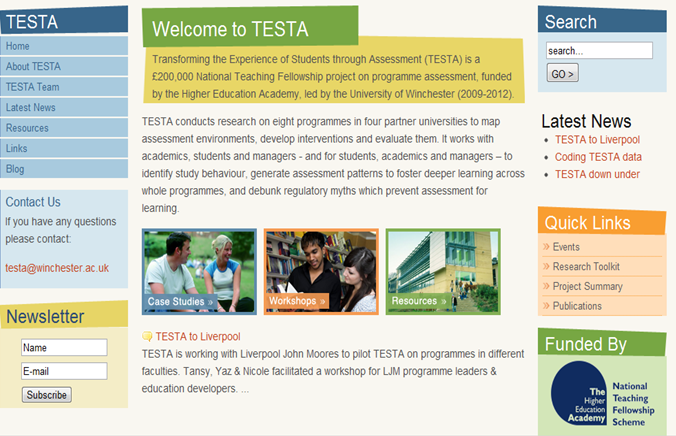 TESTA
Home
About TESTA
TESTA Team
Latest News
Resources
Links
Blog
Contact Us
If you have any questions
please contact:
testa@winchester.ac.uk
Newsletter
Name
E-mail
Subscribe
Welcome to TESTA
Transforming the Experience of Students through Assessment (TESTA) is a
£200,000 National Teaching Fellowship project on programme assessment, funded
by the Higher Education Academy, led by the University of Winchester (2009-2012).
TESTA conducts research on eight programmes in four partner universities to map
assessment environments, develop interventions and evaluate them. It works with
academics, students and managers - and for students, academics and managers – to
identify study behaviour, generate assessment patterns to foster deeper learning across
whole programmes, and debunk regulatory myths which prevent assessment for
learning.
Case Studies »
Workshops »
Resources »
TESTA to Liverpool
TESTA is working with Liverpool John Moores to pilot TESTA on programmes in different
faculties. Tansy, Yaz & Nicole facilitated a workshop for LJM programme leaders &
education developers. ...
Search
search...
GO >
Latest News
TESTA to Liverpool
Coding TESTA data
TESTA down under
Quick Links
» Events
» Research Toolkit
» Project Summary
» Publications
Funded By
The
Higher
Education
Academy
National
Teaching
Fellowship
Scheme